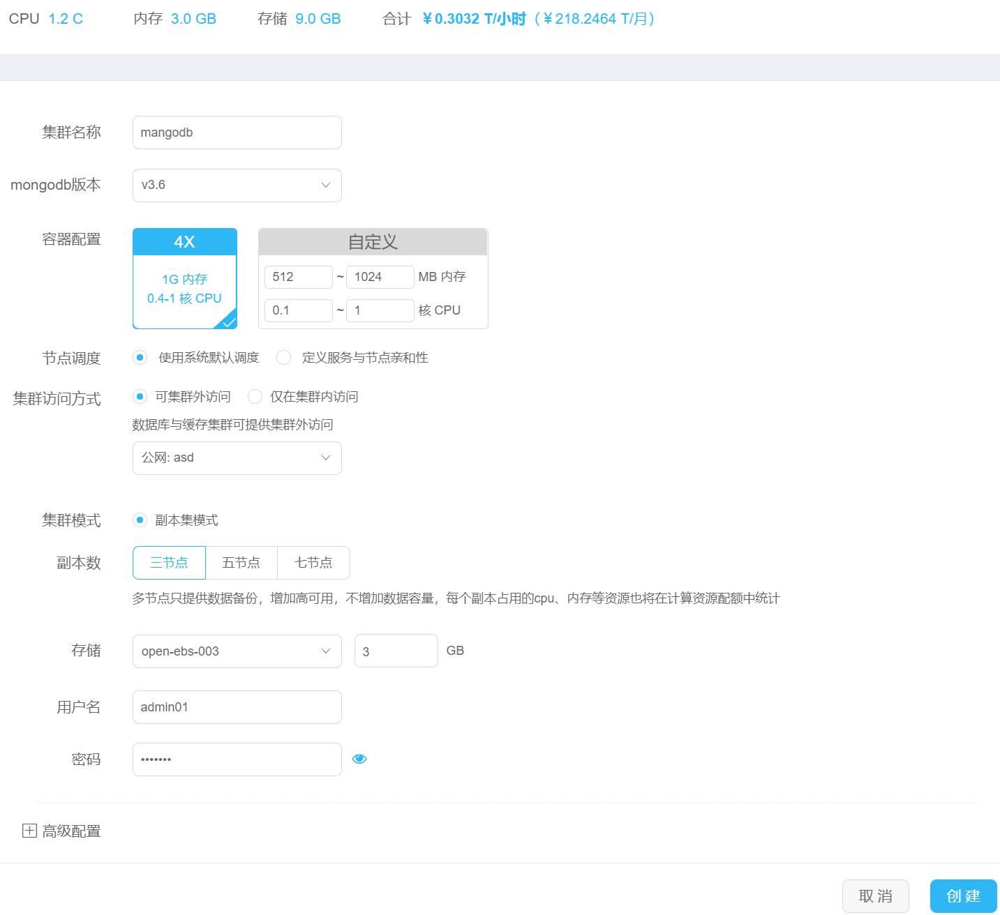 CPU 1.2 C 内存 3.0 GB 存储 9.0 GB 合计 ¥0.3032 T/小时（¥218.2464 T/月）
集群名称 mangodb
mongodb版本 v3.6
容器配置 4X 自定义
1G 内存 512 ~ 1024 MB 内存
0.4-1 核 CPU 0.1 ~ 1 核 CPU
节点调度 使用系统默认调度 定义服务与节点亲和性
集群访问方式 可集群外访问 仅在集群内访问
数据库与缓存集群可提供集群外访问
公网: asd
集群模式 副本集模式
副本数 三节点 五节点 七节点
多节点只提供数据备份，增加高可用，不增加数据容量，每个副本占用的cpu、内存等资源也将在计算资源配额中统计
存储 open-ebs-003 3 GB
用户名 admin01
密码 •••••••
高级配置
取 消 创 建